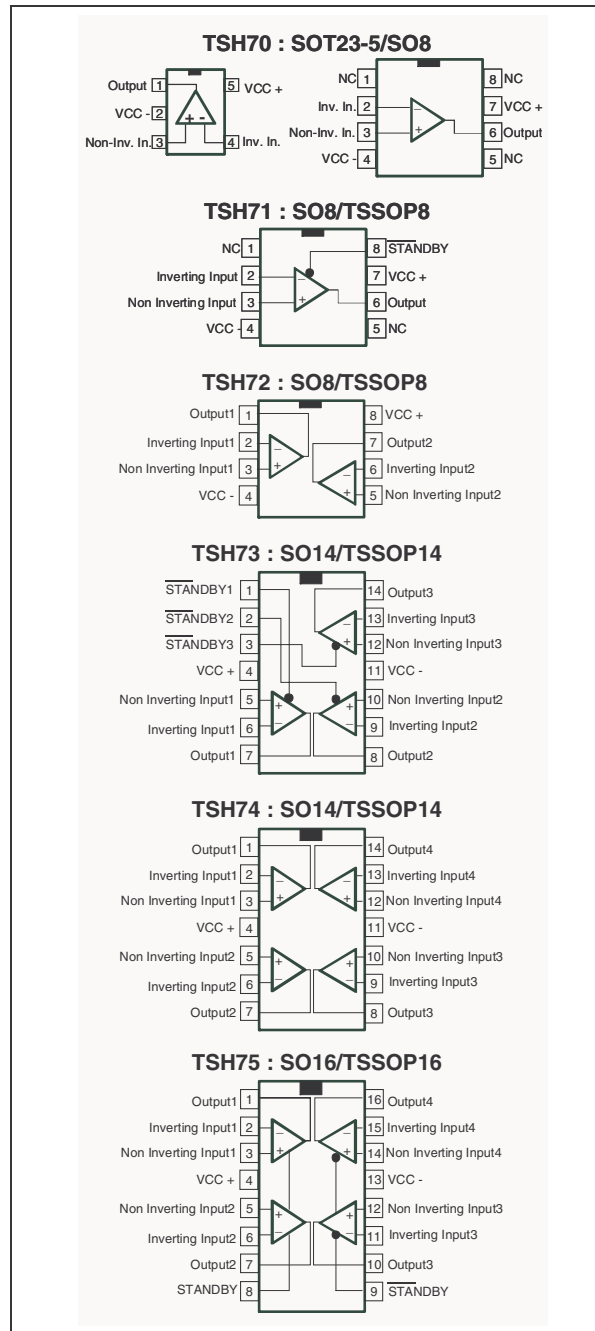 TSH70 : SOT23-5/SO8
Output 1 5 VCC +
VCC - 2
Non-Inv. In. 3 4 Inv. In.
+ -
NC 1 8 NC
Inv. In. 2 7 VCC +
Non-Inv. In. 3 6 Output
VCC - 4 5 NC
– +
TSH71 : SO8/TSSOP8
NC 1 8 STANDBY
Inverting Input 2 7 VCC +
Non Inverting Input 3 6 Output
VCC - 4 5 NC
– +
TSH72 : SO8/TSSOP8
Output1 1 8 VCC +
Inverting Input1 2 – 7 Output2
Non Inverting Input1 3 + – 6 Inverting Input2
VCC - 4 + 5 Non Inverting Input2
TSH73 : SO14/TSSOP14
STANDBY1 1 14 Output3
STANDBY2 2 – 13 Inverting Input3
STANDBY3 3 + 12 Non Inverting Input3
VCC + 4 11 VCC -
Non Inverting Input1 5 + + 10 Non Inverting Input2
Inverting Input1 6 – – 9 Inverting Input2
Output1 7 8 Output2
TSH74 : SO14/TSSOP14
Output1 1 14 Output4
Inverting Input1 2 – – 13 Inverting Input4
Non Inverting Input1 3 + + 12 Non Inverting Input4
VCC + 4 11 VCC -
Non Inverting Input2 5 + + 10 Non Inverting Input3
Inverting Input2 6 – – 9 Inverting Input3
Output2 7 8 Output3
TSH75 : SO16/TSSOP16
Output1 1 16 Output4
Inverting Input1 2 – – 15 Inverting Input4
Non Inverting Input1 3 + + 14 Non Inverting Input4
VCC + 4 13 VCC -
Non Inverting Input2 5 + + 12 Non Inverting Input3
Inverting Input2 6 – – 11 Inverting Input3
Output2 7 10 Output3
STANDBY 8 9 STANDBY